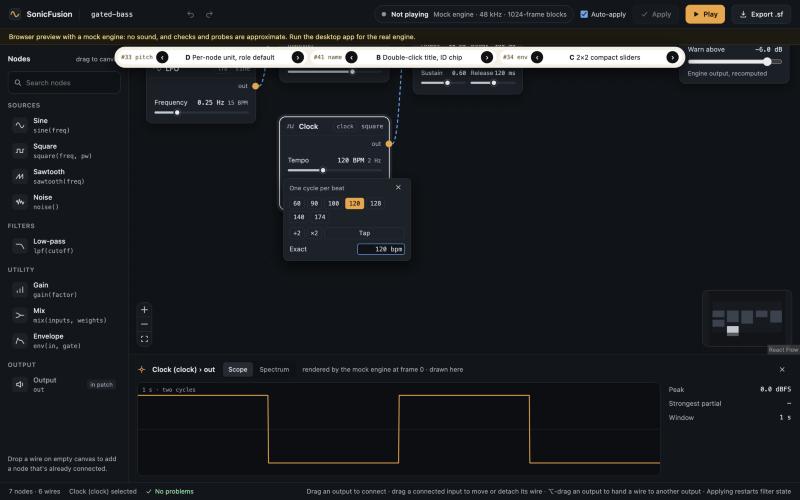 SonicFusion
gated-bass
Not playing Mock engine · 48 kHz · 1024-frame blocks
Auto-apply
Apply
Play
Export .sf
Browser preview with a mock engine: no sound, and checks and probes are approximate. Run the desktop app for the real engine.
Nodes
drag to canv
#33 pitch
D Per-node unit, role default
#41 name
B Double-click title, ID chip
#34 env
C 2×2 compact sliders
Warn above
−6.0 dB
Engine output, recomputed
Search nodes
SOURCES
Sine
sine(freq)
Square
square(freq, pw)
Sawtooth
sawtooth(freq)
Noise
noise()
FILTERS
Low-pass
lpf(cutoff)
UTILITY
Gain
gain(factor)
Mix
mix(inputs, weights)
Envelope
env(in, gate)
OUTPUT
Output
out
in patch
Drop a wire on empty canvas to add
a node that's already connected.
out
Frequency 0.25 Hz 15 BPM
Sustain 0.60 Release 120 ms
Clock clock square
out
Tempo 120 BPM 2 Hz
One cycle per beat
60 90 100 120 128
140 174
÷2 ×2 Tap
Exact 120 bpm
React Flow
Clock (clock) › out Scope Spectrum rendered by the mock engine at frame 0 · drawn here
1 s · two cycles
Peak 0.0 dBFS
Strongest partial –
Window 1 s
7 nodes · 6 wires Clock (clock) selected No problems
Drag an output to connect · drag a connected input to move or detach its wire · ⌥-drag an output to hand a wire to another output · Applying restarts filter state